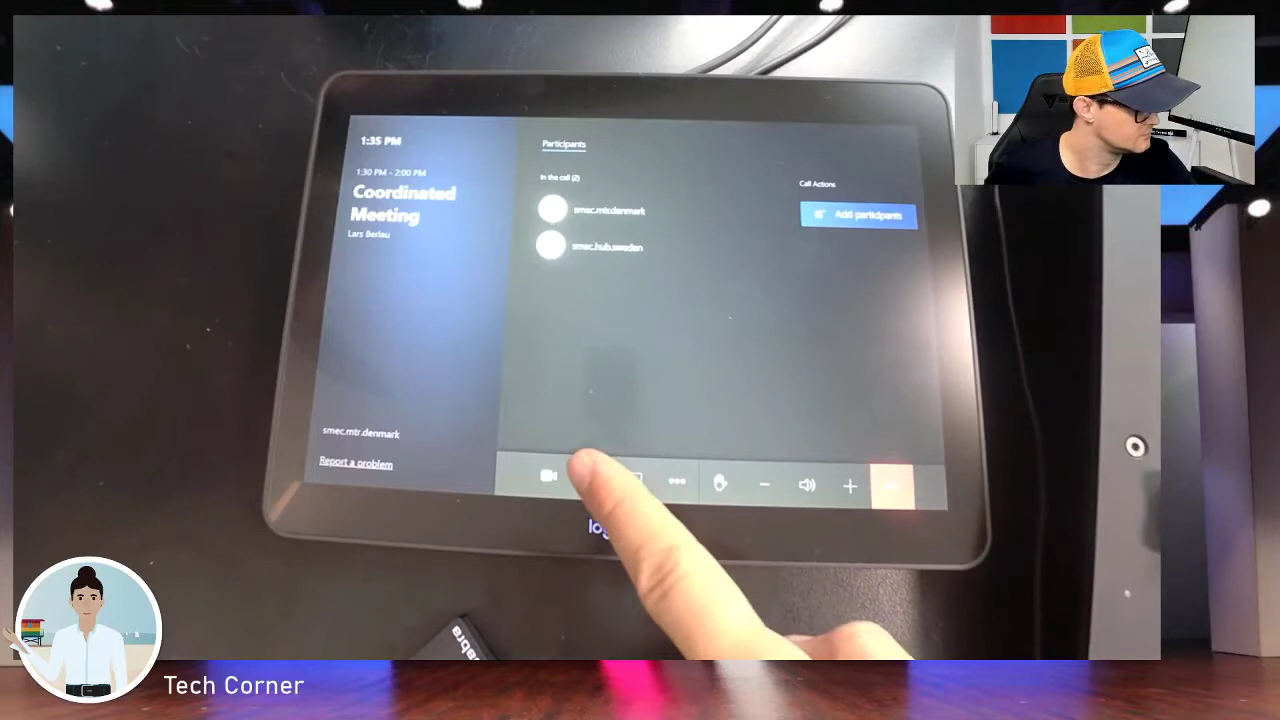 1:35 PM
1:30 PM - 2:00 PM
Coordinated
Meeting
Lars Berlau
smec.mtr.denmark
Report a problem
Participants
In the call (2)
smec.mtr.denmark
smec.hub.sweden
Call Actions
Add participants
Tech Corner